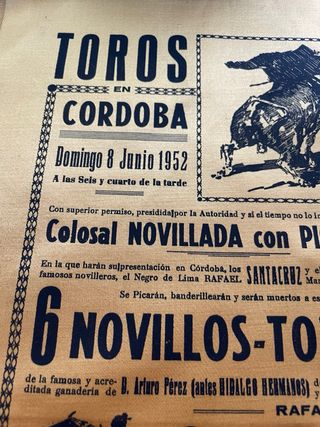 TOROS
EN
CORDOBA
Domingo 8 Junio 1952
A las Seis y cuarto de la tarde
Con superior permiso, presidida por la Autoridad y si el tiempo no lo
Colosal NOVILLADA con
En la que harán su presentación en Córdoba, los
famosos novilleros, el Negro de Lima RAFAEL SANTACRUZ y el
Se Picarán, banderillearán y serán muertos a
6 NOVILLOS-TO
de la famosa y acre-
ditada ganadería de D. Arturo Pérez (antes HIDALGO HERMANOS) de
RAFA